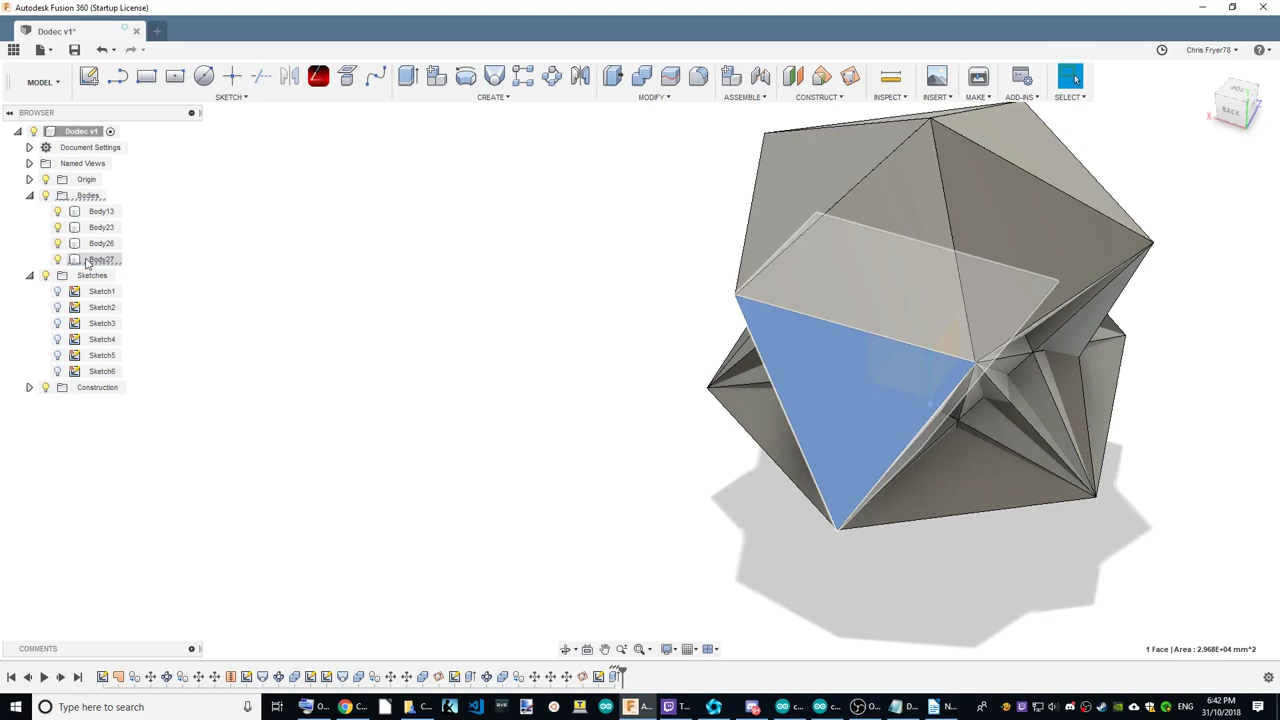 Autodesk Fusion 360 (Startup License)
Dodec v1*
Chris Fryer78
MODEL
SKETCH
CREATE
MODIFY
ASSEMBLE
CONSTRUCT
INSPECT
INSERT
MAKE
ADD-INS
SELECT
BROWSER
Dodec v1
Document Settings
Named Views
Origin
Bodies
Body13
Body23
Body26
Body27
Sketches
Sketch1
Sketch2
Sketch3
Sketch4
Sketch5
Sketch6
Construction
TOP
BACK
X
Z
COMMENTS
1 Face | Area : 2.968E+04 mm^2
Type here to search
O...
C...
C...
A...
T...
C...
C...
O...
D...
N...
ENG
6:42 PM
31/10/2018